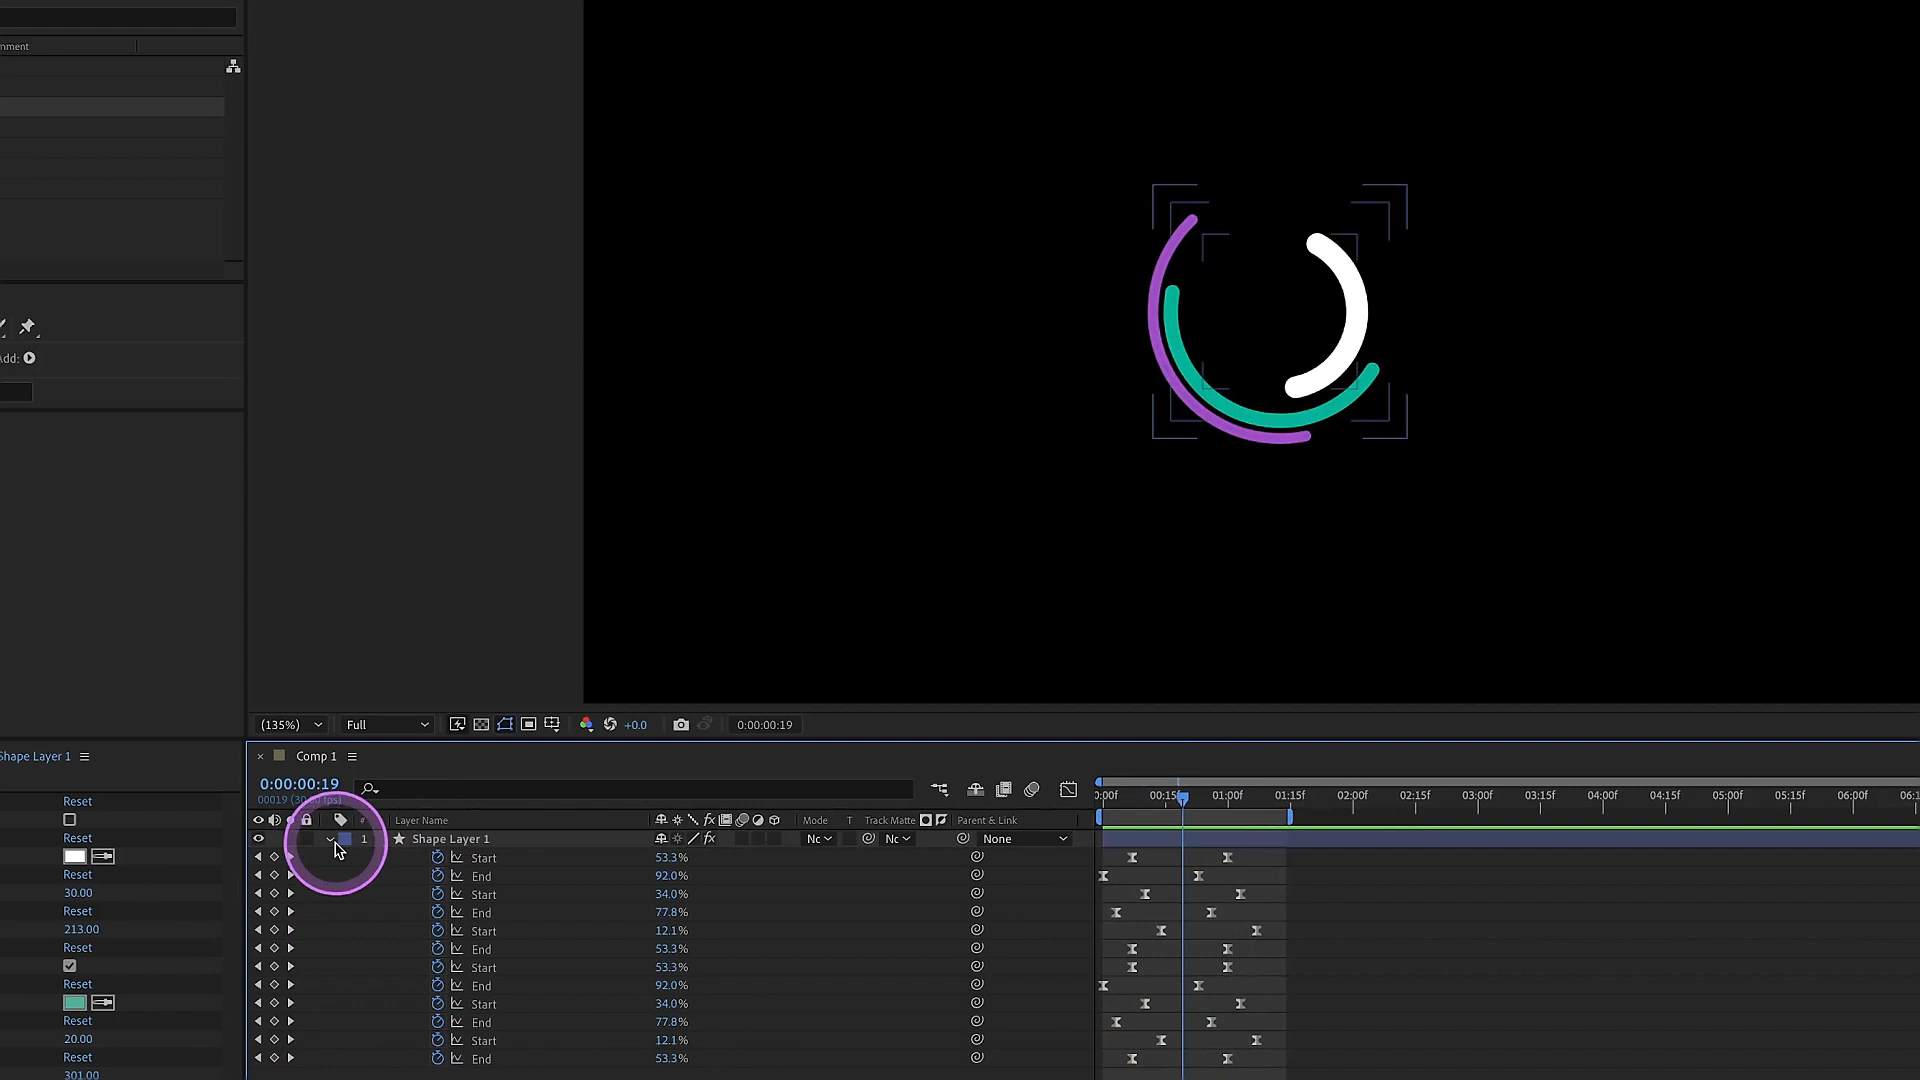 nment
Add:
(135%) Full +0.0 0:00:00:19
Shape Layer 1
Comp 1
0:00:00:19
00019 (30.00 fps)
0:00f 00:15f 01:00f 01:15f 02:00f 02:15f 03:00f 03:15f 04:00f 04:15f 05:00f 05:15f 06:00f 06:1
# Layer Name fx Mode T Track Matte Parent & Link
1 Shape Layer 1 fx Nc Nc None
Start 53.3%
End 92.0%
Start 34.0%
End 77.8%
Start 12.1%
End 53.3%
Start 53.3%
End 92.0%
Start 34.0%
End 77.8%
Start 12.1%
End 53.3%
Reset
Reset
Reset
30.00
Reset
213.00
Reset
Reset
Reset
20.00
Reset
301.00